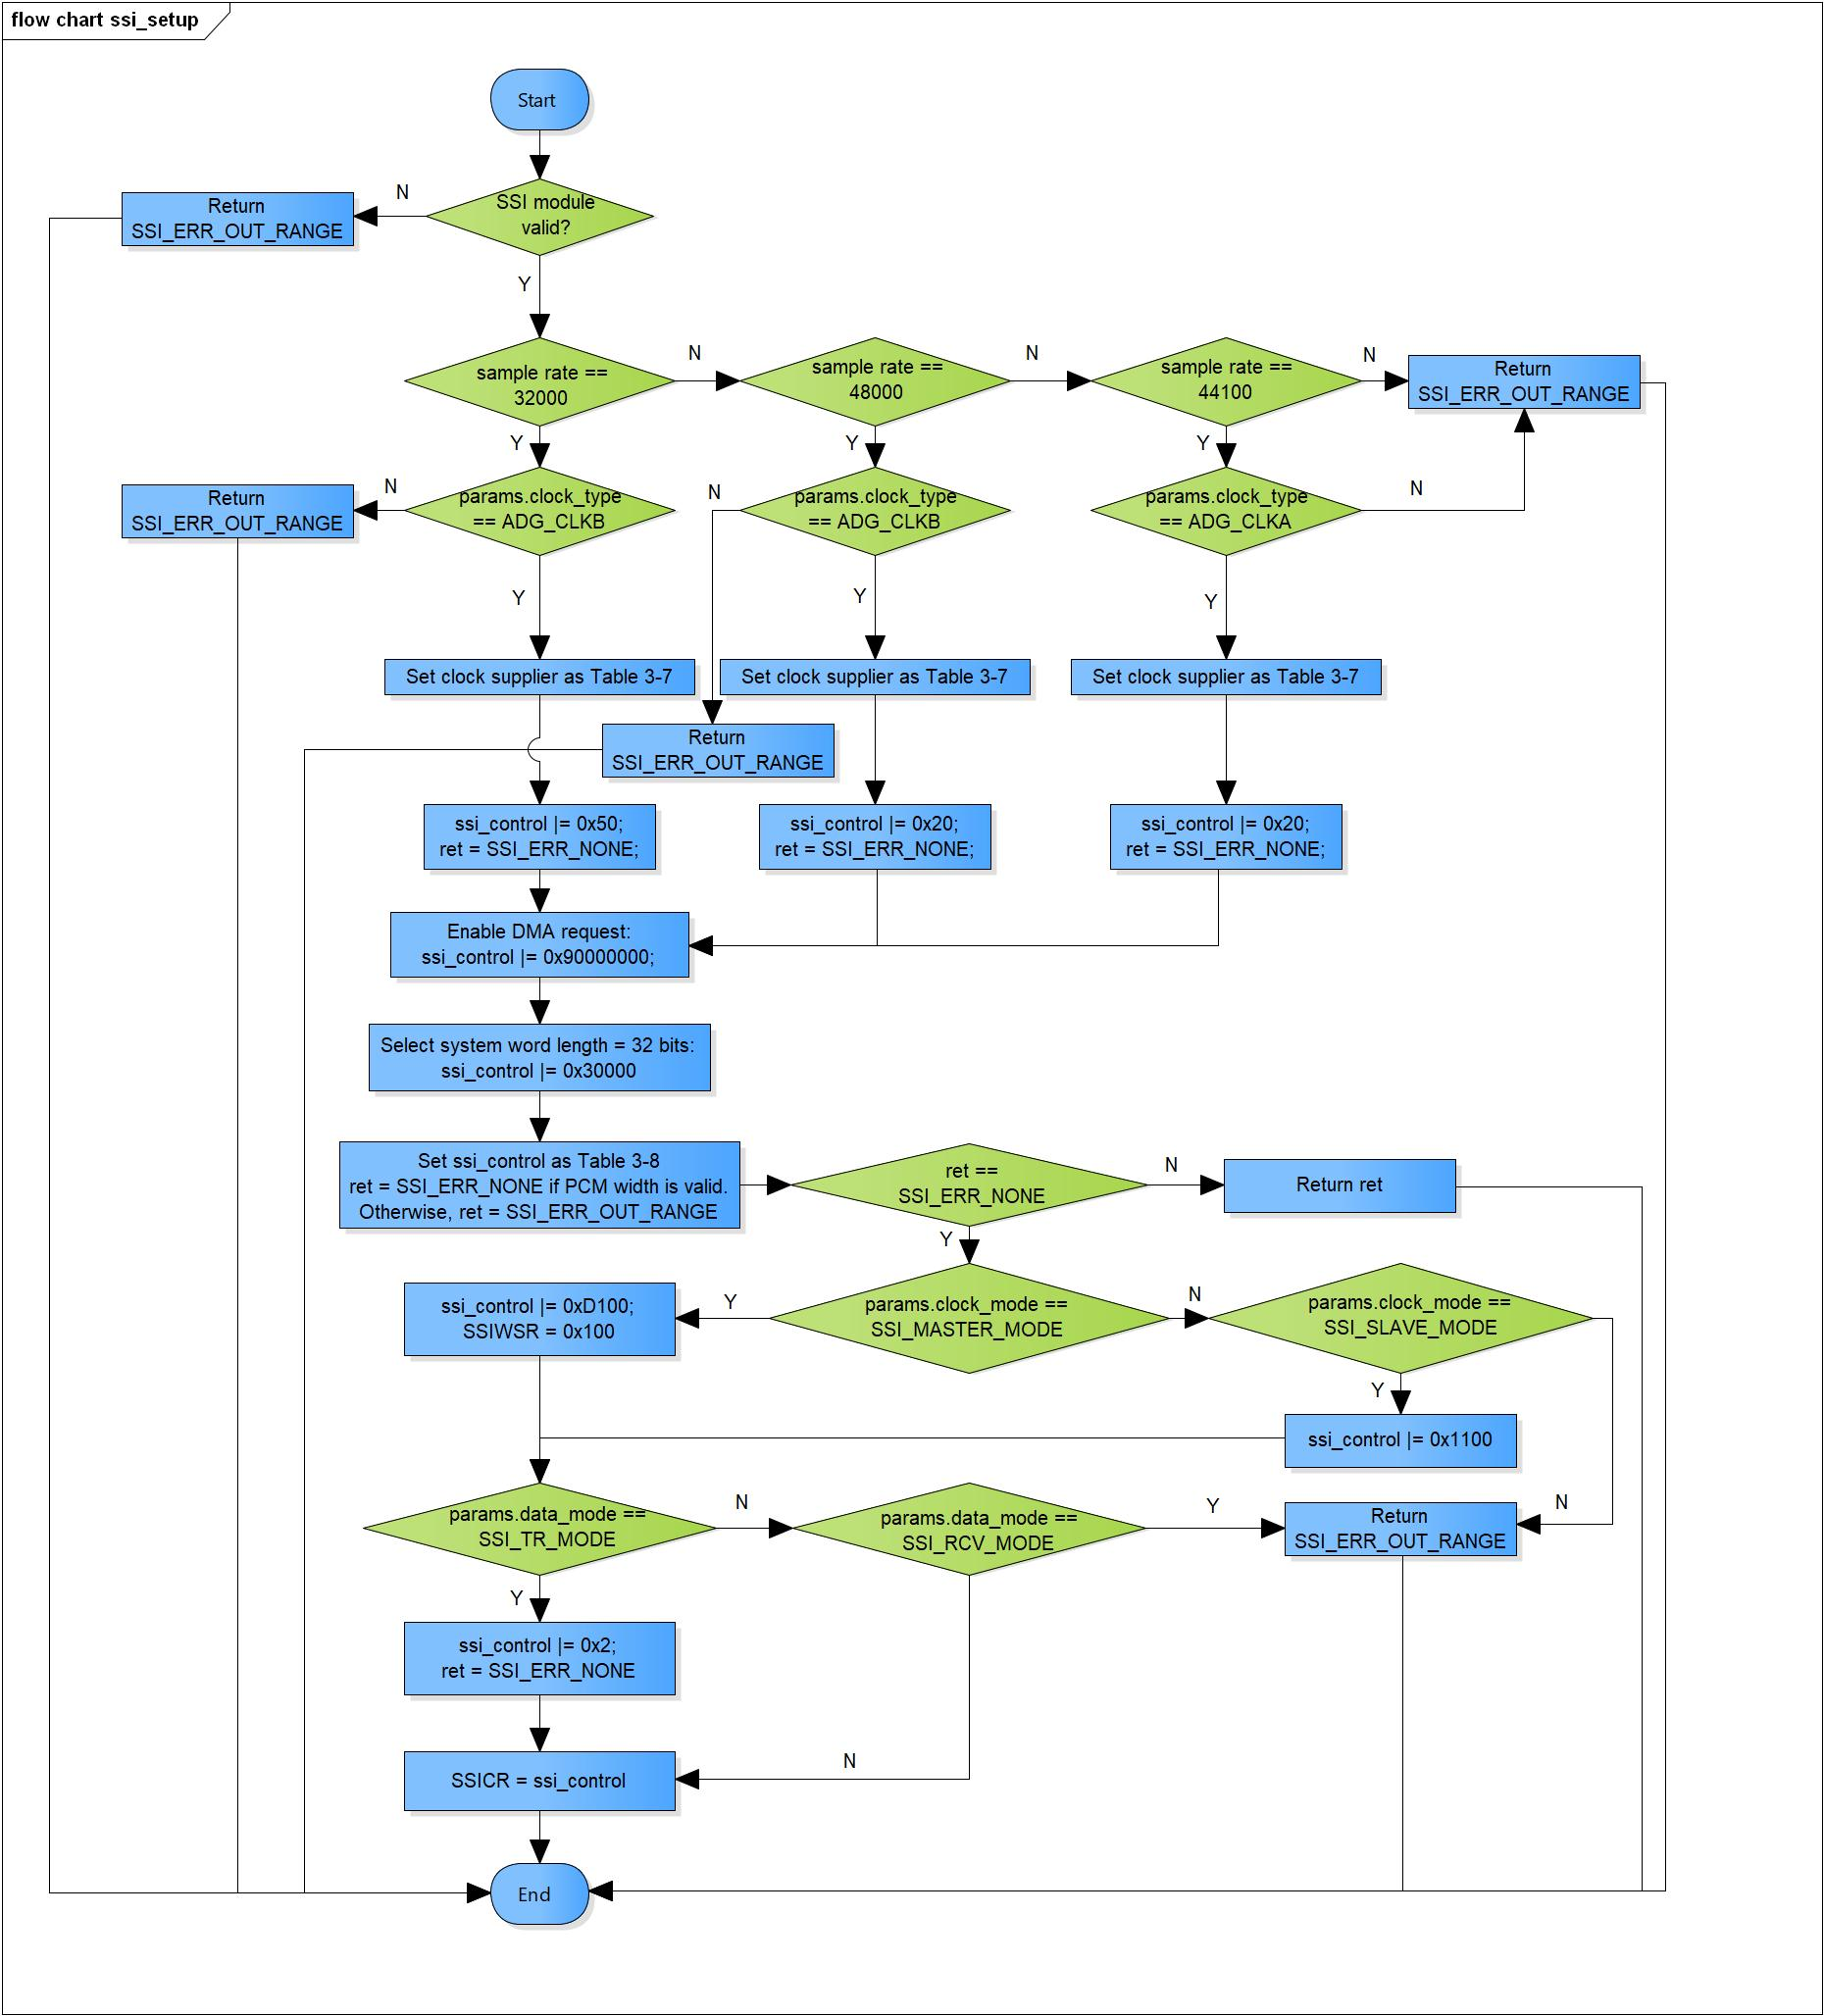 flow chart ssi_setup
Start
SSI module
valid?
N
Return
SSI_ERR_OUT_RANGE
Y
sample rate ==
32000
N
sample rate ==
48000
N
sample rate ==
44100
N
Return
SSI_ERR_OUT_RANGE
Y
Y
Y
params.clock_type
== ADG_CLKB
N
Return
SSI_ERR_OUT_RANGE
params.clock_type
== ADG_CLKB
N
params.clock_type
== ADG_CLKA
N
Y
Y
Y
Set clock supplier as Table 3-7
Set clock supplier as Table 3-7
Set clock supplier as Table 3-7
Return
SSI_ERR_OUT_RANGE
ssi_control |= 0x50;
ret = SSI_ERR_NONE;
ssi_control |= 0x20;
ret = SSI_ERR_NONE;
ssi_control |= 0x20;
ret = SSI_ERR_NONE;
Enable DMA request:
ssi_control |= 0x90000000;
Select system word length = 32 bits:
ssi_control |= 0x30000
Set ssi_control as Table 3-8
ret = SSI_ERR_NONE if PCM width is valid.
Otherwise, ret = SSI_ERR_OUT_RANGE
ret ==
SSI_ERR_NONE
N
Return ret
Y
params.clock_mode ==
SSI_MASTER_MODE
Y
ssi_control |= 0xD100;
SSIWSR = 0x100
N
params.clock_mode ==
SSI_SLAVE_MODE
Y
ssi_control |= 0x1100
N
params.data_mode ==
SSI_TR_MODE
N
params.data_mode ==
SSI_RCV_MODE
Y
Return
SSI_ERR_OUT_RANGE
Y
ssi_control |= 0x2;
ret = SSI_ERR_NONE
N
SSICR = ssi_control
End